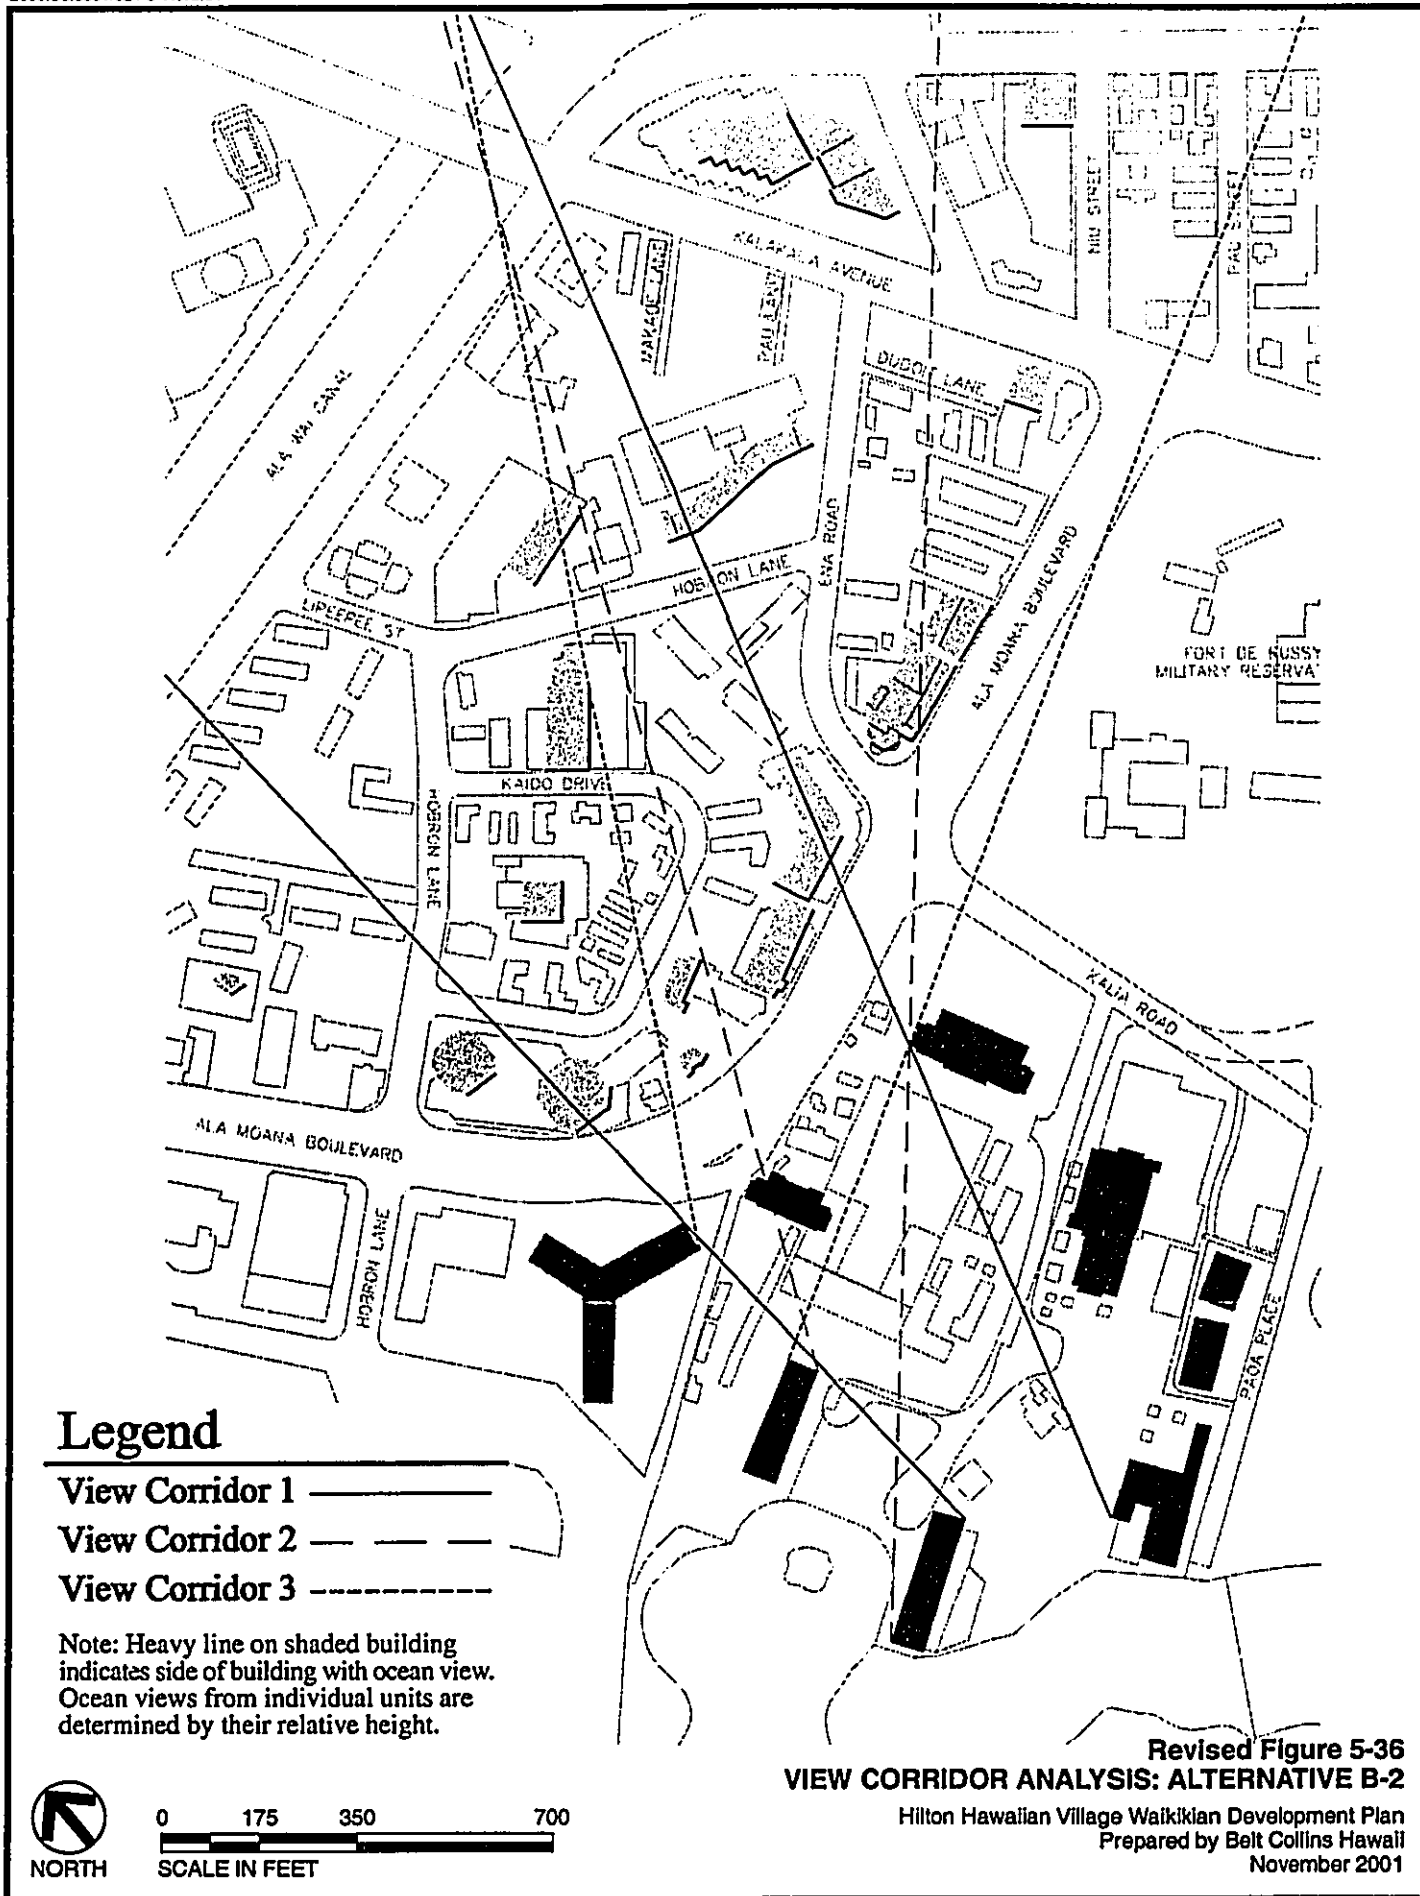 KALAKALA AVENUE
NIU STREET
PAU STREET
PAU LANE
DUDOIT LANE
ALA WAI CANAL
ENA ROAD
HOBRON LANE
ALA MOANA BOULEVARD
LIPEEPEE ST
FORT DE RUSSY
MILITARY RESERVA
KAIDO DRIVE
HOBRON LANE
KALIA ROAD
ALA MOANA BOULEVARD
HOBRON LANE
PAOA PLACE
Legend
View Corridor 1
View Corridor 2
View Corridor 3
Note: Heavy line on shaded building
indicates side of building with ocean view.
Ocean views from individual units are
determined by their relative height.
Revised Figure 5-36
VIEW CORRIDOR ANALYSIS: ALTERNATIVE B-2
Hilton Hawaiian Village Waikikian Development Plan
Prepared by Belt Collins Hawaii
November 2001
NORTH
0 175 350 700
SCALE IN FEET